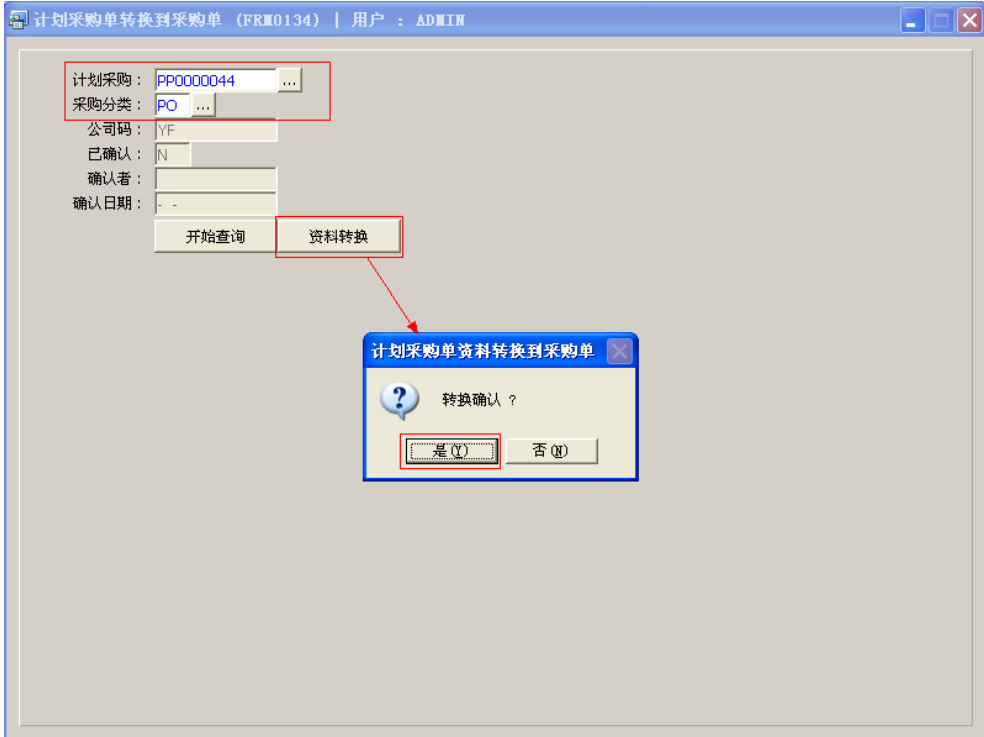 计划采购单转换到采购单 (FRM0134) | 用户 : ADMIN
计划采购： PP0000044 ...
采购分类： PO ...
公司码： YF
已确认： N
确认者：
确认日期： - -
开始查询 资料转换
计划采购单资料转换到采购单
转换确认 ?
是(Y) 否(N)